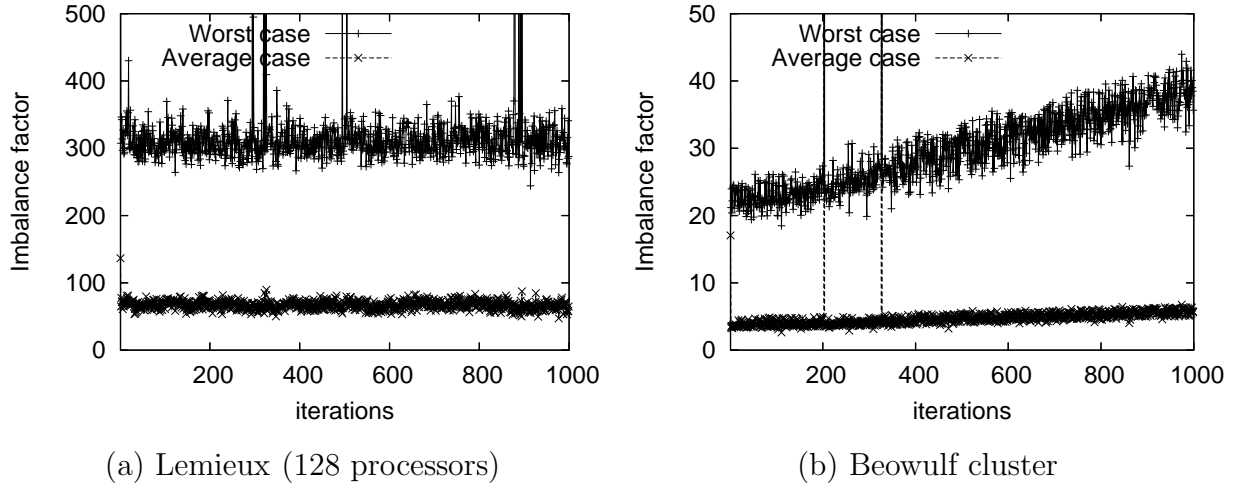 500
400
300
200
100
0
Imbalance factor
Worst case
Average case
200 400 600 800 1000
iterations
(a) Lemieux (128 processors)
50
40
30
20
10
0
Imbalance factor
Worst case
Average case
200 400 600 800 1000
iterations
(b) Beowulf cluster